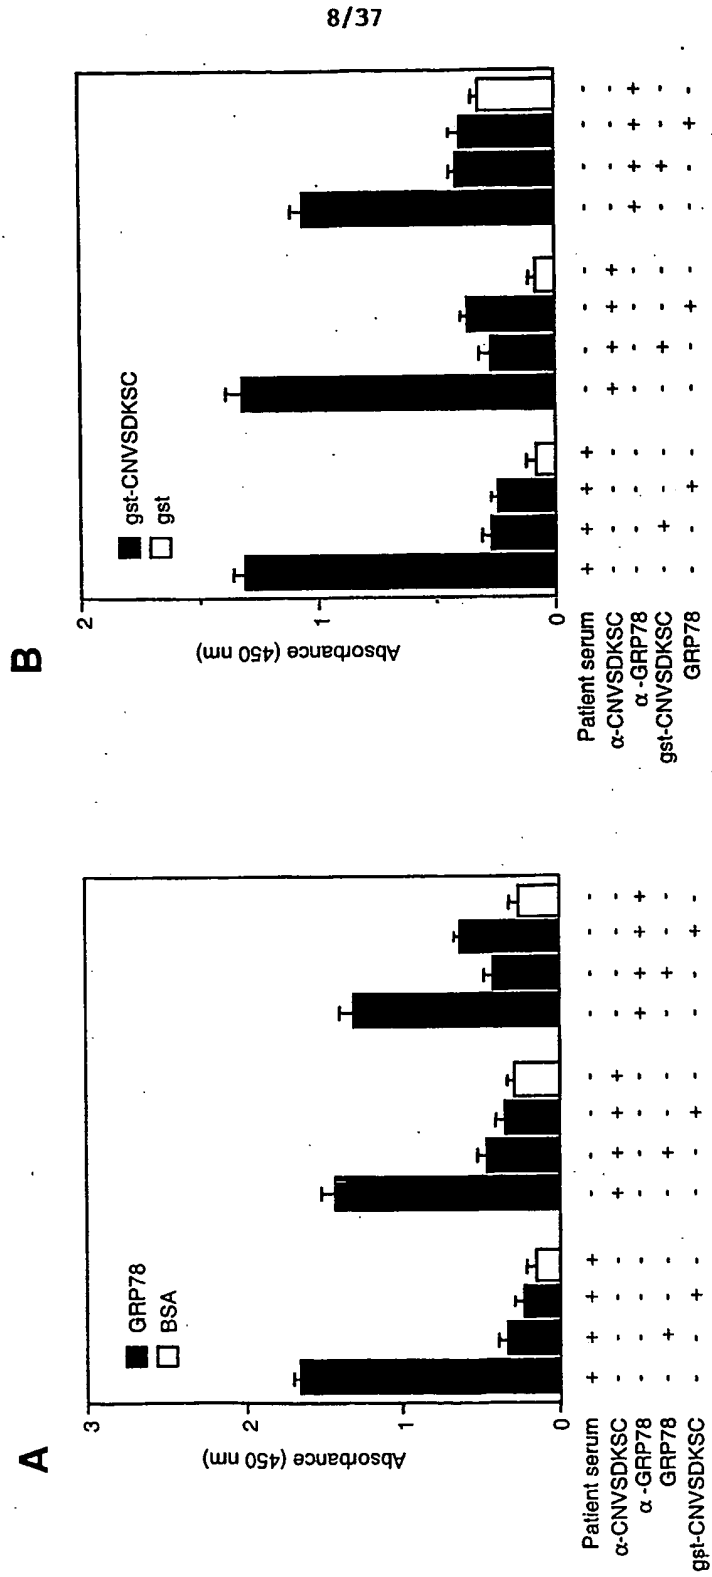 8/37
A
GRP78
BSA
Absorbance (450 nm)
3
2
1
0
Patient serum + + + + - - - - - - - -
α-CNVSDKSC - - - - + + + + - - - -
α -GRP78 - - - - - - - - + + + +
GRP78 - + - - - + - - - + - -
gst-CNVSDKSC - - + - - - + - - - + -
B
gst-CNVSDKSC
gst
Absorbance (450 nm)
2
1
0
Patient serum + + + + - - - - - - - -
α-CNVSDKSC - - - - + + + + - - - -
α -GRP78 - - - - - - - - + + + +
gst-CNVSDKSC - + - - - + - - - + - -
GRP78 - - + - - - + - - - + -